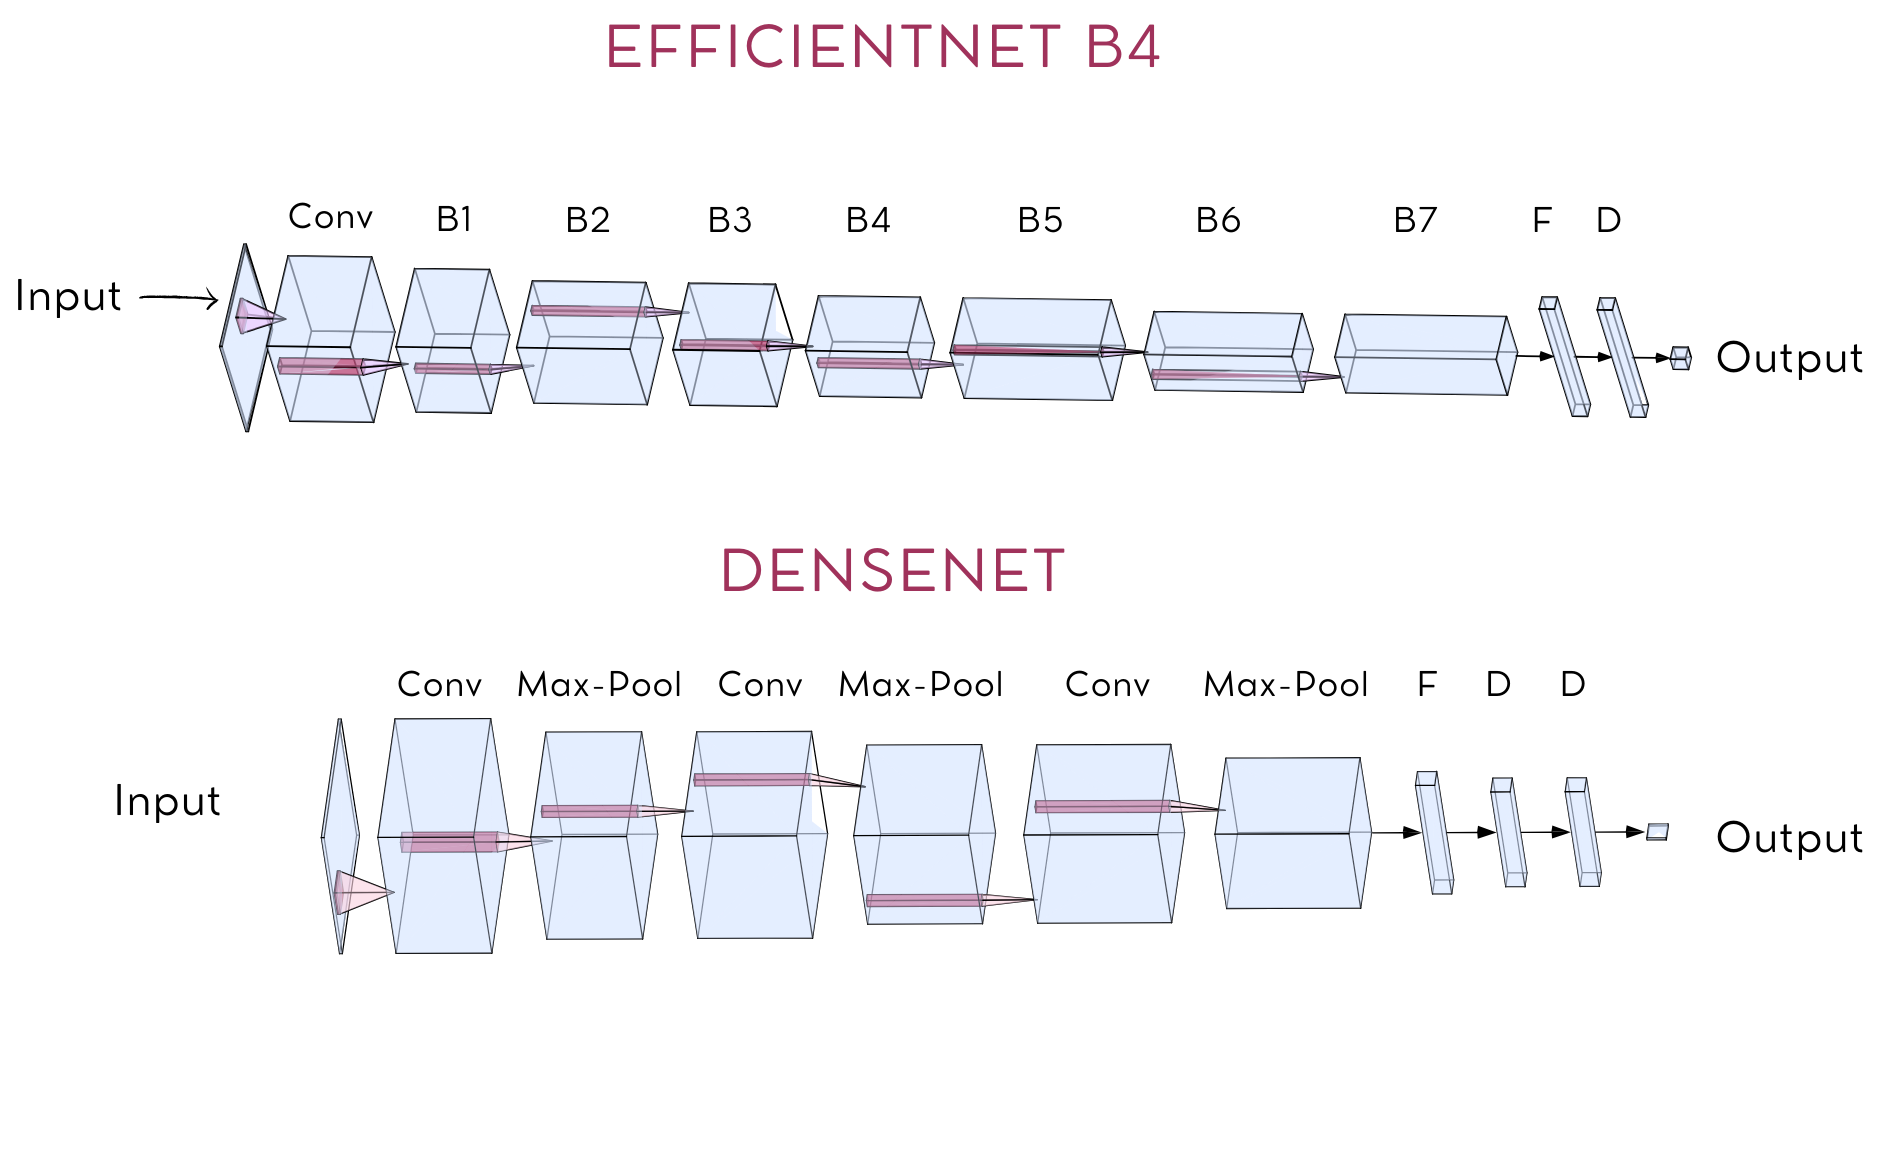 EFFICIENTNET B4
Conv B1 B2 B3 B4 B5 B6 B7 F D
Input
Output
DENSENET
Conv Max-Pool Conv Max-Pool Conv Max-Pool F D D
Input
Output